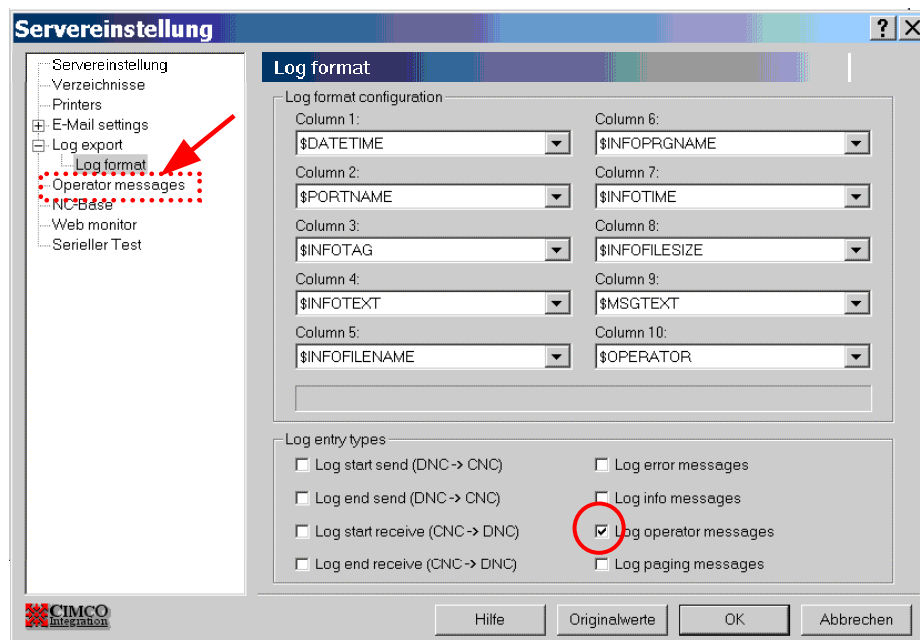 Servereinstellung
?
Servereinstellung
Verzeichnisse
Printers
E-Mail settings
Log export
Log format
Operator messages
NC-Base
Web monitor
Serieller Test
Log format
Log format configuration
Column 1:
$DATETIME
Column 2:
$PORTNAME
Column 3:
$INFOTAG
Column 4:
$INFOTEXT
Column 5:
$INFOFILENAME
Column 6:
$INFOPRGNAME
Column 7:
$INFOTIME
Column 8:
$INFOFILESIZE
Column 9:
$MSGTEXT
Column 10:
$OPERATOR
Log entry types
Log start send (DNC -> CNC)
Log end send (DNC -> CNC)
Log start receive (CNC -> DNC)
Log end receive (CNC -> DNC)
Log error messages
Log info messages
Log operator messages
Log paging messages
CIMCO
Integration
Hilfe
Originalwerte
OK
Abbrechen